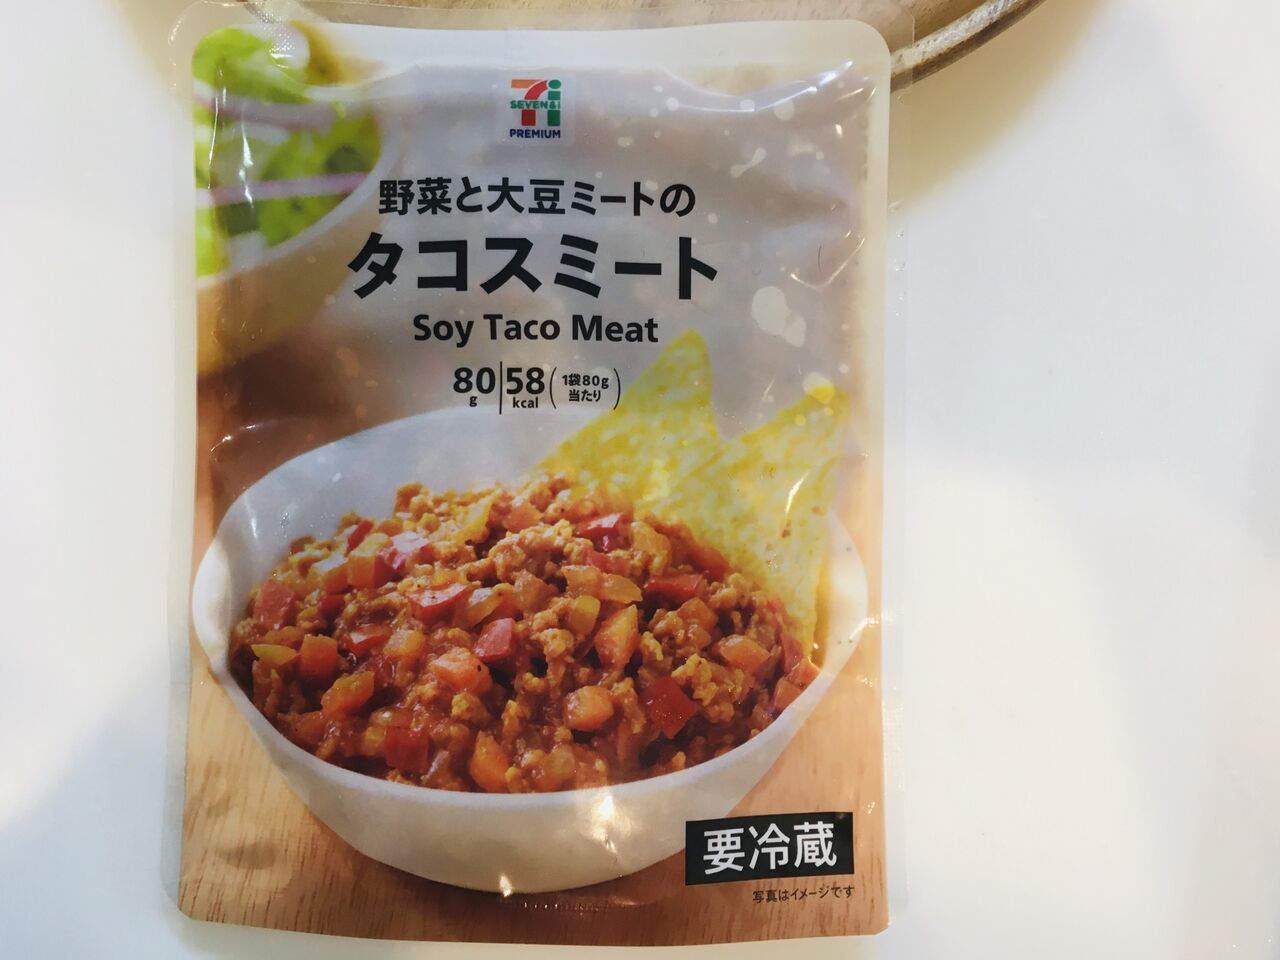 SEVEN&i
PREMIUM
野菜と大豆ミートの
タコスミート
Soy Taco Meat
80g 58kcal (1袋80g当たり)
要冷蔵
写真はイメージです